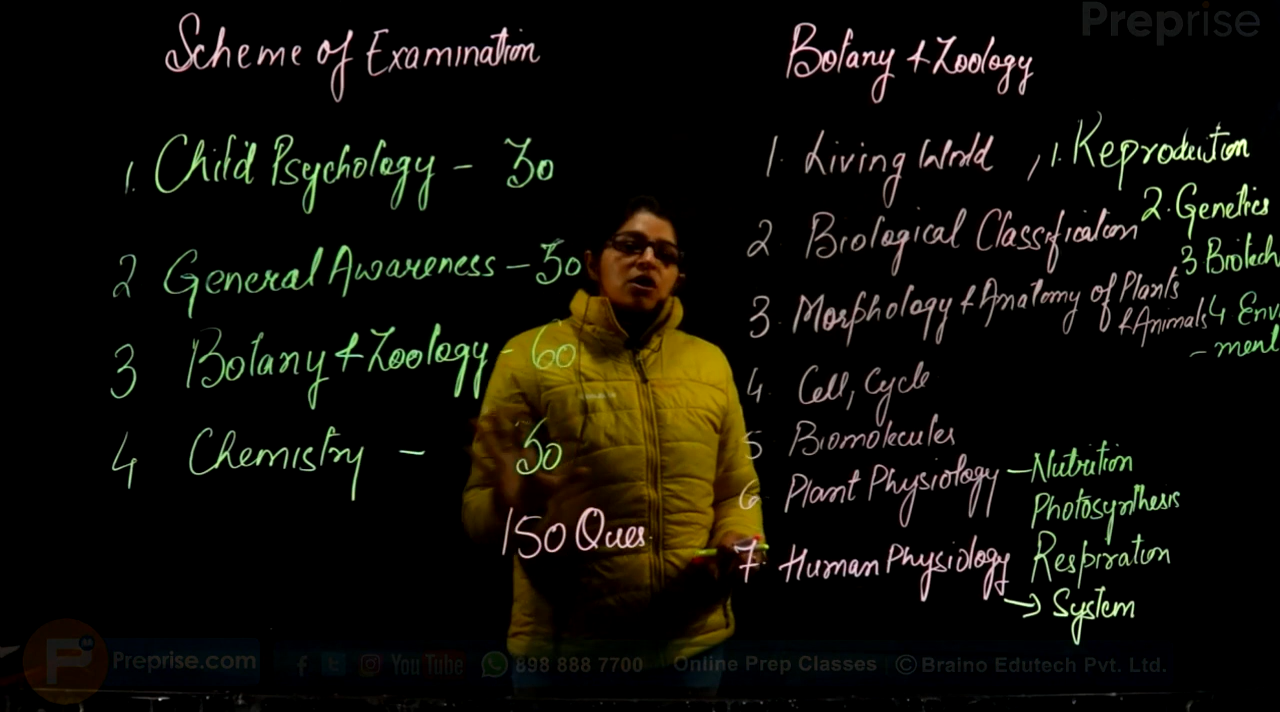 Preprise
Scheme of Examination
1. Child Psychology - 30
2 General Awareness - 30
3 Botany & Zoology - 60
4 Chemistry - 30
150 Ques.
Botany & Zoology
1. Living World , 1. Reproduction
2. Genetics
2 Biological Classification
3 Biotech
3. Morphology & Anatomy of Plants
& Animals
4 Env
- ment
4. Cell, Cycle
5 Biomolecules
6 Plant Physiology - Nutrition
Photosynthesis
Respiration
7. Human Physiology
→ System
Preprise.com
You Tube
898 888 7700
Online Prep Classes
© Braino Edutech Pvt. Ltd.